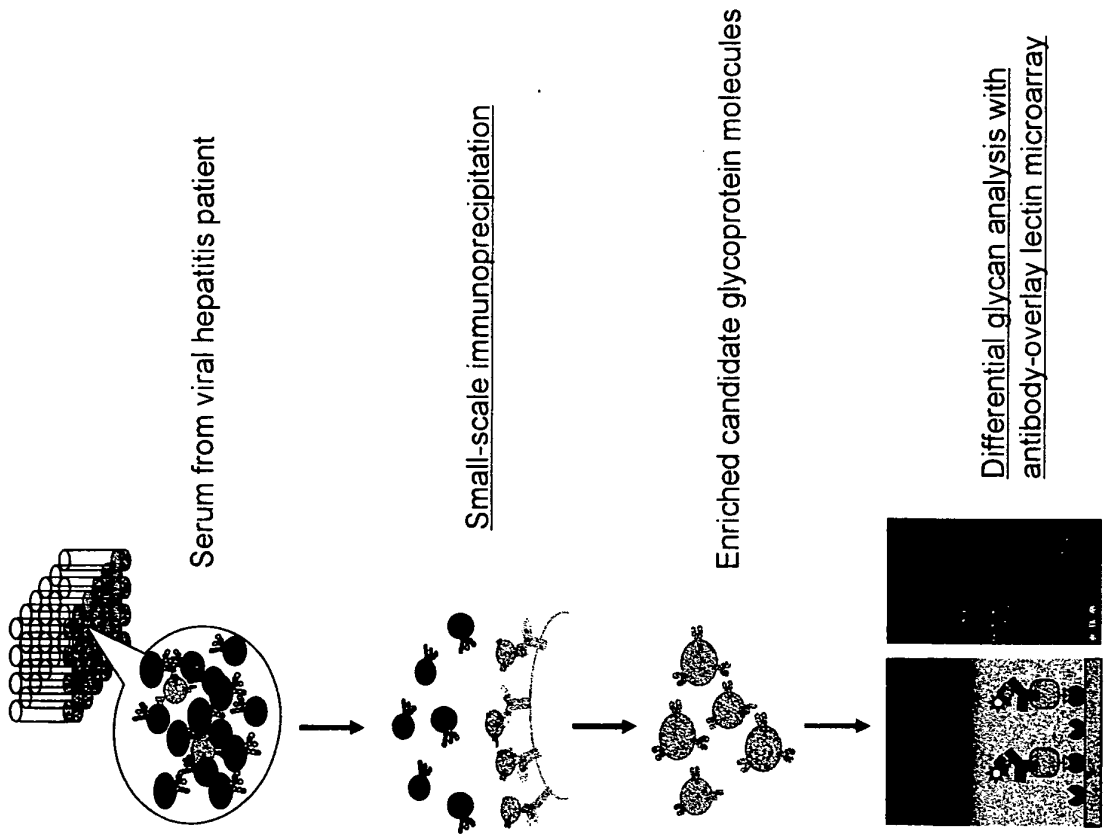 Serum from viral hepatitis patient
Small-scale immunoprecipitation
Enriched candidate glycoprotein molecules
Differential glycan analysis with
antibody-overlay lectin microarray